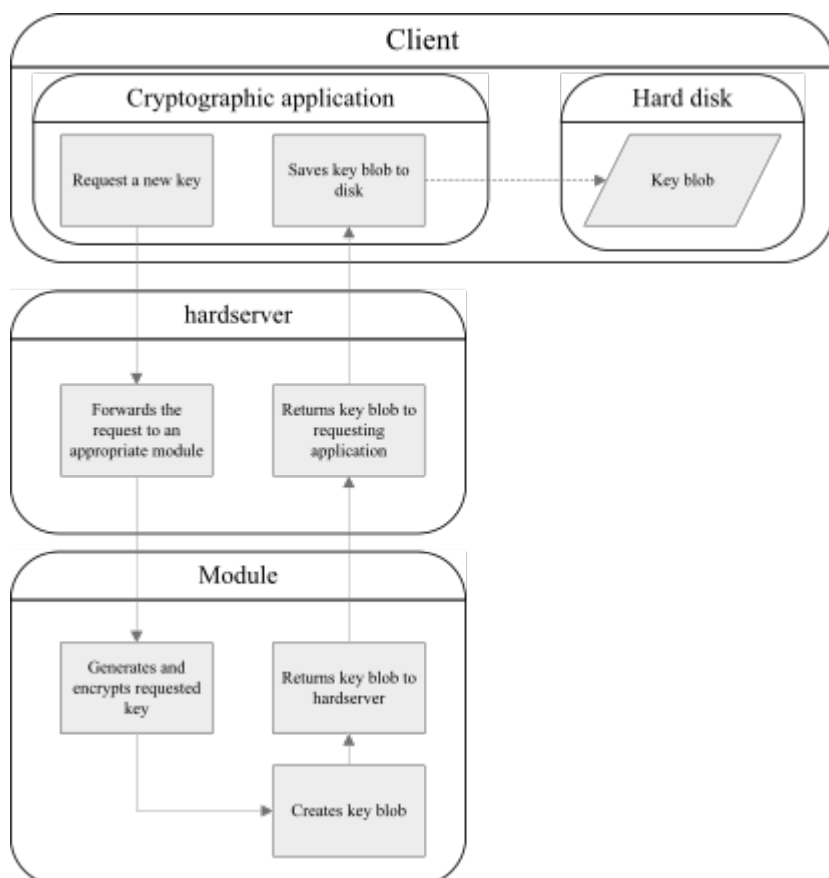 Client
Cryptographic application
Hard disk
Request a new key
Saves key blob to
disk
Key blob
hardserver
Forwards the
request to an
appropriate module
Returns key blob to
requesting
application
Module
Generates and
encrypts requested
key
Returns key blob to
hardserver
Creates key blob